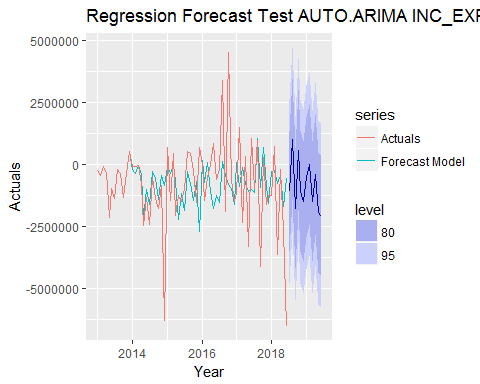 Regression Forecast Test AUTO.ARIMA INC_EXP
5000000
2500000
0
-2500000
-5000000
Actuals
2014
2016
2018
Year
series
Actuals
Forecast Model
level
80
95